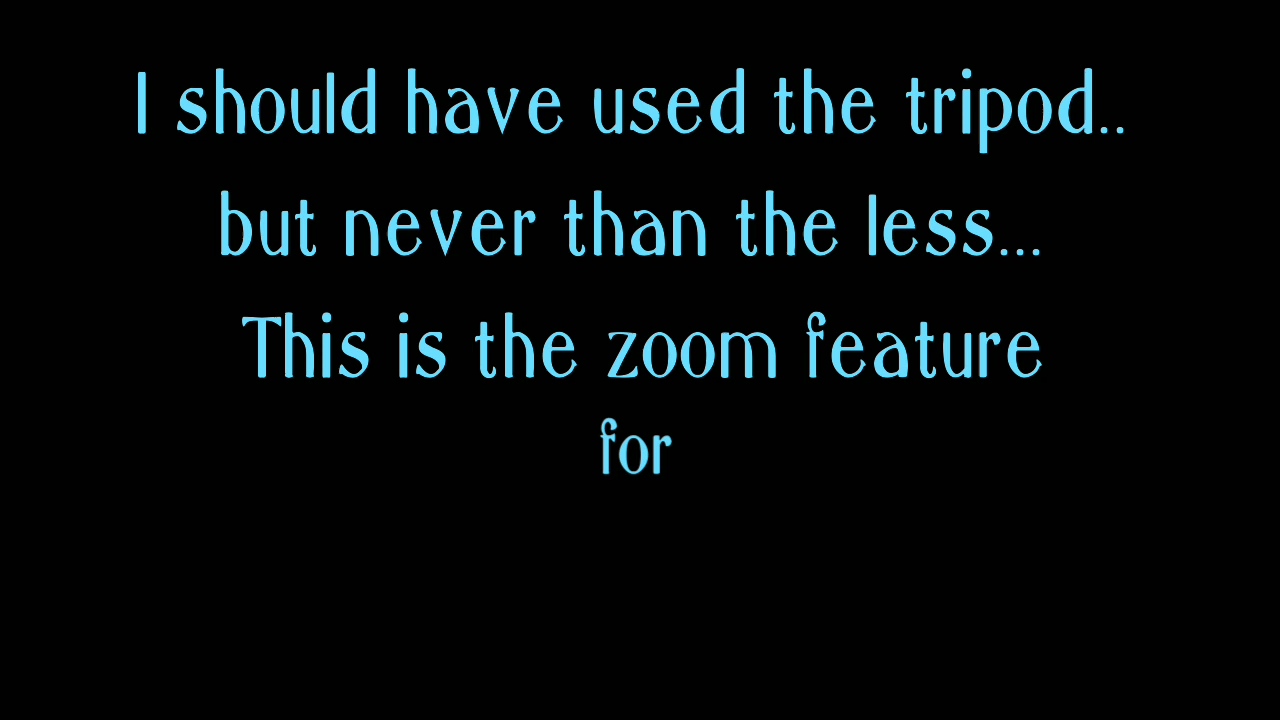 I should have used the tripod..
but never than the less...
This is the zoom feature
for